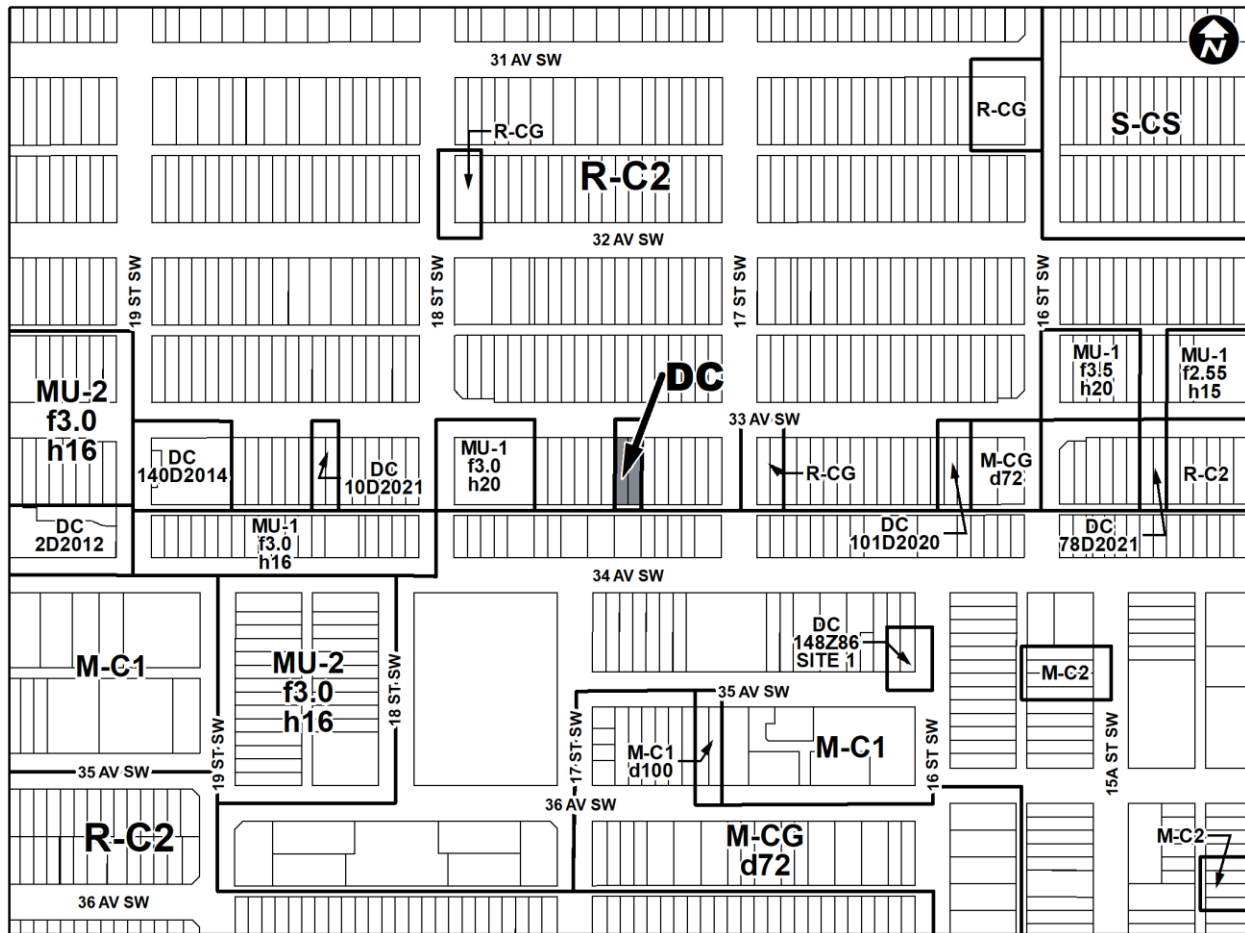 31 AV SW
N
R-CG
S-CS
R-CG
R-C2
32 AV SW
19 ST SW
18 ST SW
17 ST SW
16 ST SW
MU-2
f3.0
h16
MU-1
f3.5
h20
MU-1
f2.55
h15
DC
33 AV SW
DC
140D2014
DC
10D2021
MU-1
f3.0
h20
R-CG
M-CG
d72
R-C2
DC
2D2012
MU-1
f3.0
h16
DC
101D2020
DC
78D2021
34 AV SW
DC
148Z86
SITE 1
M-C1
MU-2
f3.0
h16
M-C2
18 ST SW
35 AV SW
19 ST SW
17 ST SW
M-C1
d100
M-C1
16 ST SW
15A ST SW
35 AV SW
36 AV SW
R-C2
M-CG
d72
M-C2
36 AV SW